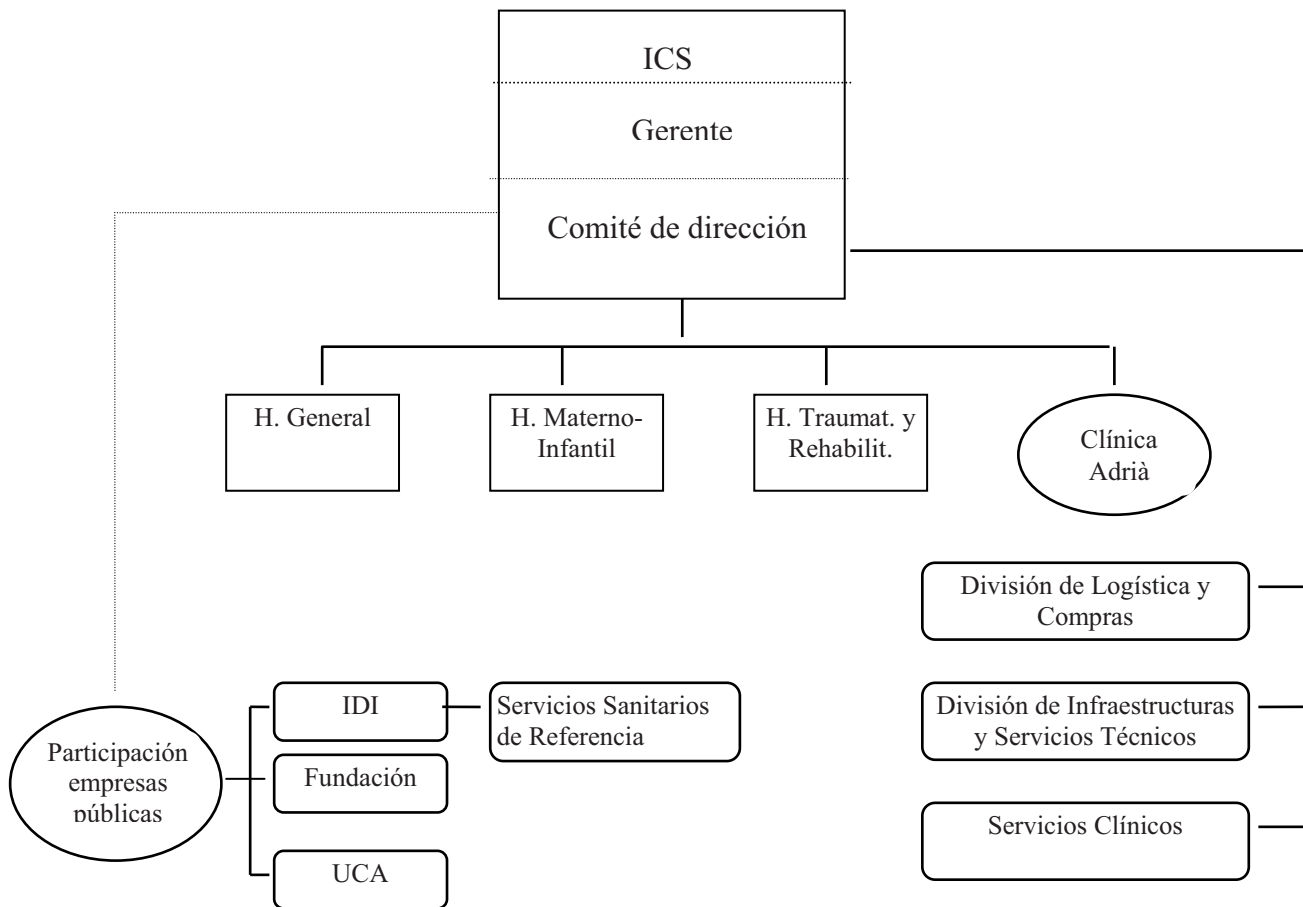 ICS
Gerente
Comité de dirección
H. General
H. Materno-
Infantil
H. Traumat. y
Rehabilit.
Clínica
Adrià
División de Logística y
Compras
IDI
Servicios Sanitarios
de Referencia
División de Infraestructuras
y Servicios Técnicos
Participación
empresas
públicas
Fundación
Servicios Clínicos
UCA